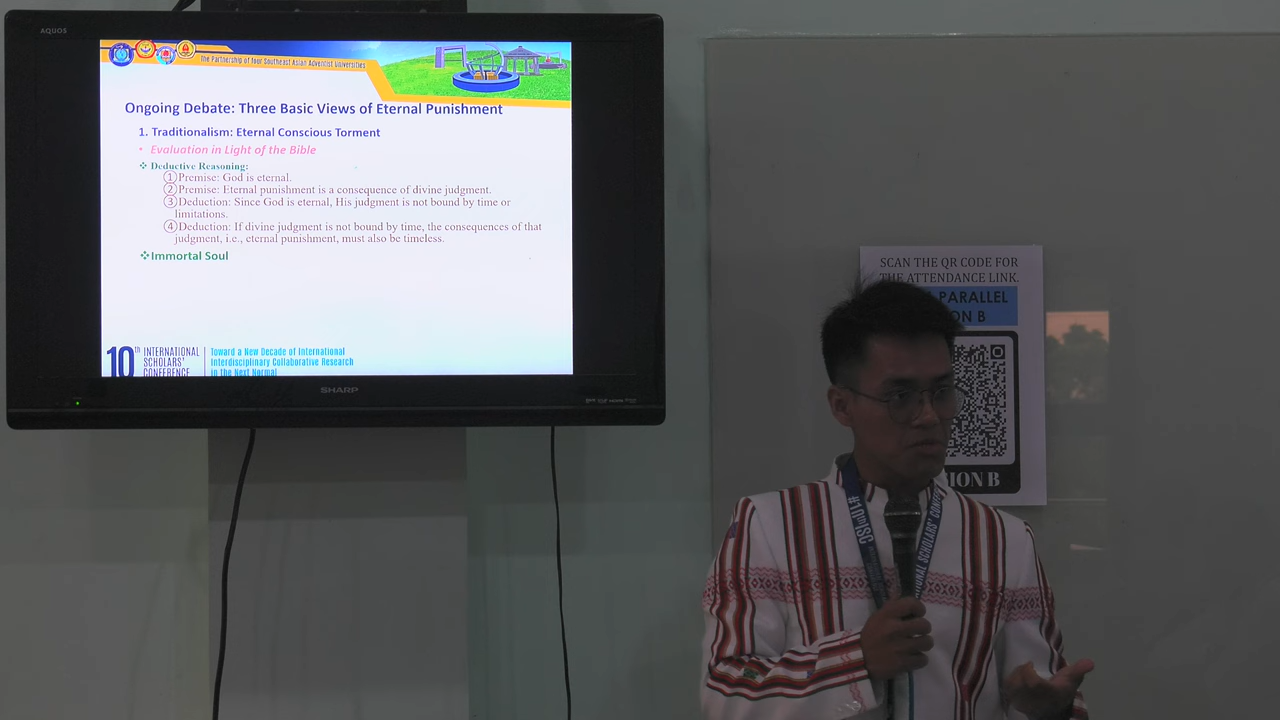 AQUOS
The Partnership of four Southeast Asian Adventist Universities
Ongoing Debate: Three Basic Views of Eternal Punishment
1. Traditionalism: Eternal Conscious Torment
• Evaluation in Light of the Bible
❖ Deductive Reasoning:
① Premise: God is eternal.
② Premise: Eternal punishment is a consequence of divine judgment.
③ Deduction: Since God is eternal, His judgment is not bound by time or
limitations.
④ Deduction: If divine judgment is not bound by time, the consequences of that
judgment, i.e., eternal punishment, must also be timeless.
❖ Immortal Soul
10th INTERNATIONAL
SCHOLARS'
CONFERENCE
Toward a New Decade of International
Interdisciplinary Collaborative Research
in the Next Normal
SHARP
SCAN THE QR CODE FOR
THE ATTENDANCE LINK.
PARALLEL
ON B
ION B
#10thISC